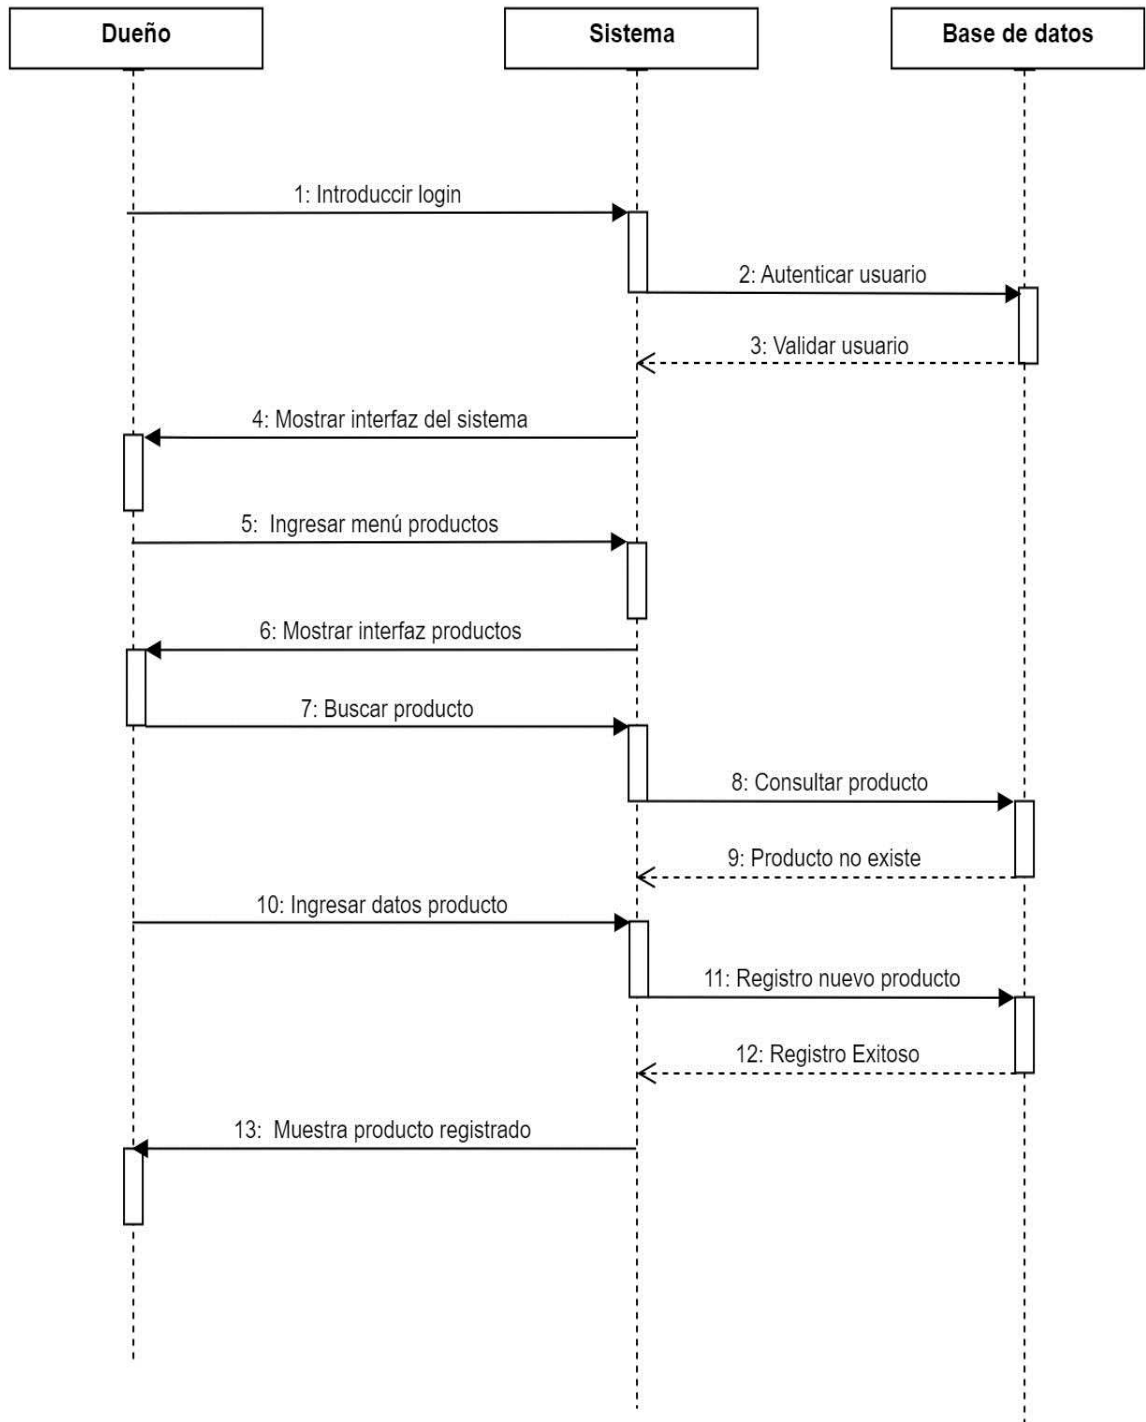 Dueño
Sistema
Base de datos
1: Introduccir login
2: Autenticar usuario
3: Validar usuario
4: Mostrar interfaz del sistema
5: Ingresar menú productos
6: Mostrar interfaz productos
7: Buscar producto
8: Consultar producto
9: Producto no existe
10: Ingresar datos producto
11: Registro nuevo producto
12: Registro Exitoso
13: Muestra producto registrado